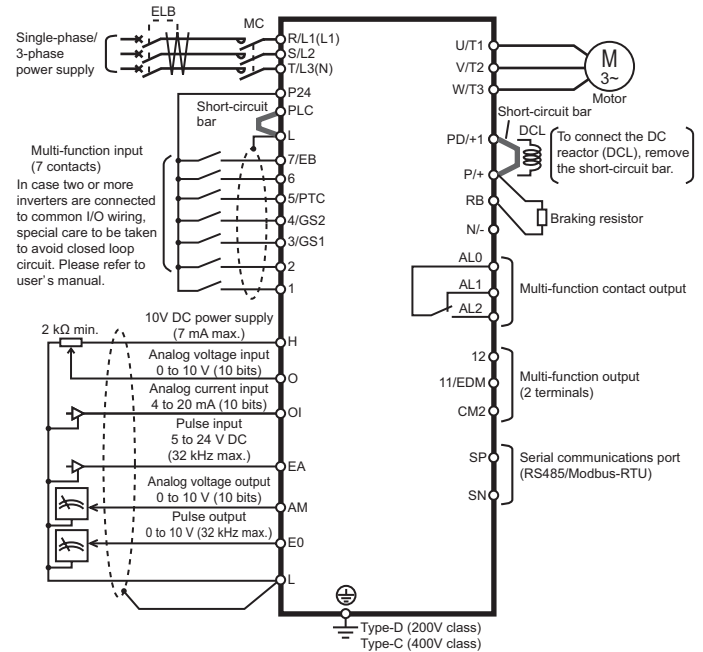 ELB
MC
Single-phase/
3-phase
power supply
R/L1(L1)
S/L2
T/L3(N)
P24
PLC
L
Short-circuit
bar
Multi-function input
(7 contacts)
In case two or more
inverters are connected
to common I/O wiring,
special care to be taken
to avoid closed loop
circuit. Please refer to
user's manual.
7/EB
6
5/PTC
4/GS2
3/GS1
2
1
2 kΩ min.
10V DC power supply
(7 mA max.)
H
Analog voltage input
0 to 10 V (10 bits)
O
Analog current input
4 to 20 mA (10 bits)
OI
Pulse input
5 to 24 V DC
(32 kHz max.)
EA
Analog voltage output
0 to 10 V (10 bits)
AM
Pulse output
0 to 10 V (32 kHz max.)
E0
L
U/T1
V/T2
W/T3
M
3~
Motor
Short-circuit bar
PD/+1
DCL
To connect the DC
reactor (DCL), remove
the short-circuit bar.
P/+
RB
Braking resistor
N/-
AL0
AL1
AL2
Multi-function contact output
12
11/EDM
CM2
Multi-function output
(2 terminals)
SP
SN
Serial communications port
(RS485/Modbus-RTU)
Type-D (200V class)
Type-C (400V class)